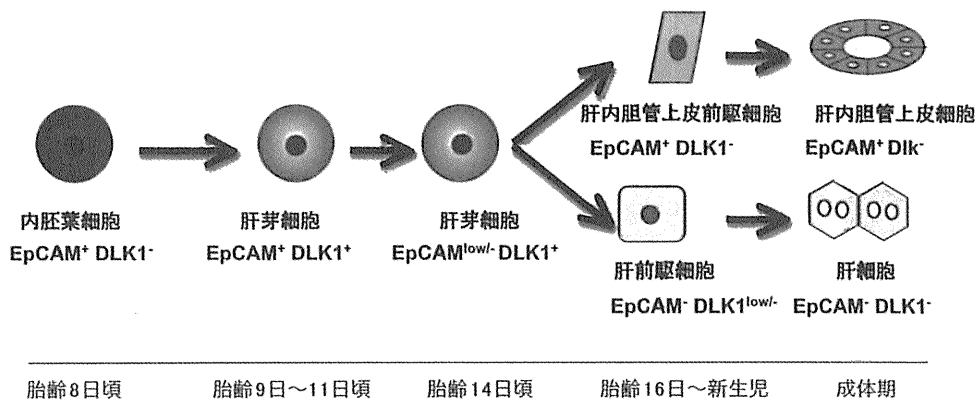 肝内胆管上皮前駆細胞
EpCAM⁺ DLK1⁻
肝内胆管上皮細胞
EpCAM⁺ Dlk⁻
内胚葉細胞
EpCAM⁺ DLK1⁻
肝芽細胞
EpCAM⁺ DLK1⁺
肝芽細胞
EpCAMlow/- DLK1⁺
肝前駆細胞
EpCAM⁻ DLK1low/-
肝細胞
EpCAM⁻ DLK1⁻
胎齢8日頃
胎齢9日〜11日頃
胎齢14日頃
胎齢16日〜新生児
成体期